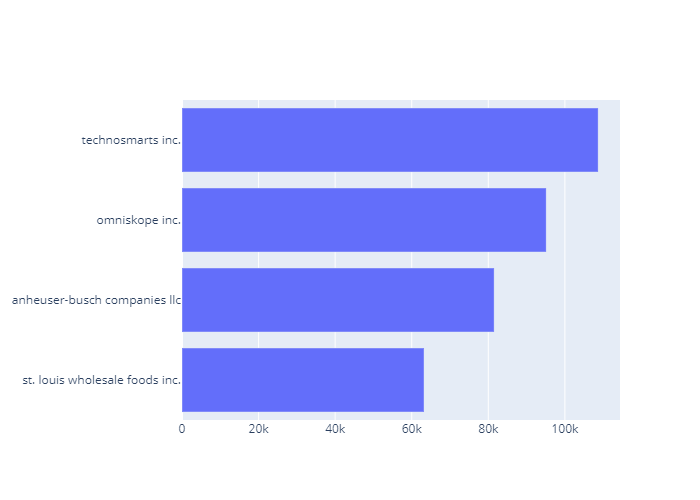 technosmarts inc.
omniskope inc.
anheuser-busch companies llc
st. louis wholesale foods inc.
0 20k 40k 60k 80k 100k